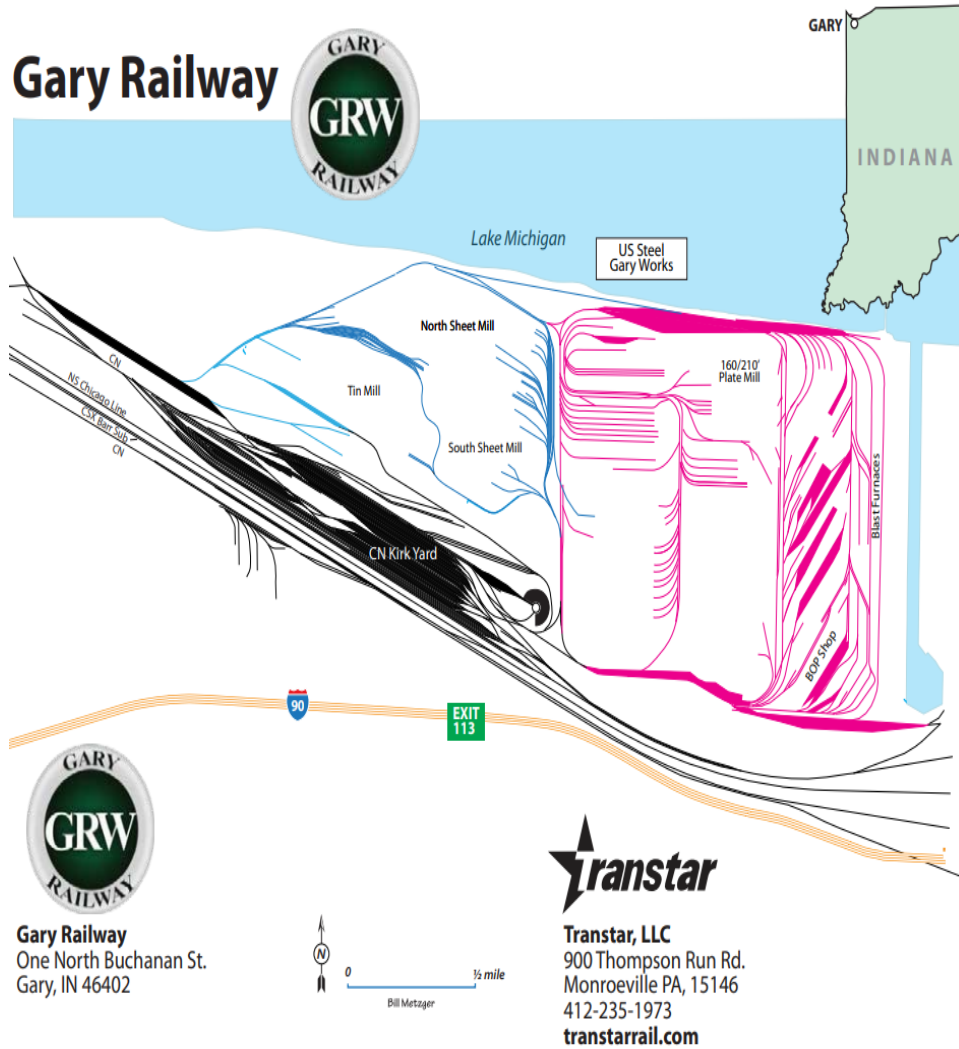 Gary Railway
GARY
GRW
RAILWAY
GARY
INDIANA
Lake Michigan
US Steel
Gary Works
North Sheet Mill
160/210'
Plate Mill
Tin Mill
South Sheet Mill
CN
NS Chicago Line
CSX Barr Sub
CN
CN Kirk Yard
Blast Furnaces
BOP Shop
90
EXIT
113
GARY
GRW
RAILWAY
Transtar
Gary Railway
One North Buchanan St.
Gary, IN 46402
N
0 ½ mile
Bill Metzger
Transtar, LLC
900 Thompson Run Rd.
Monroeville PA, 15146
412-235-1973
transtarrail.com